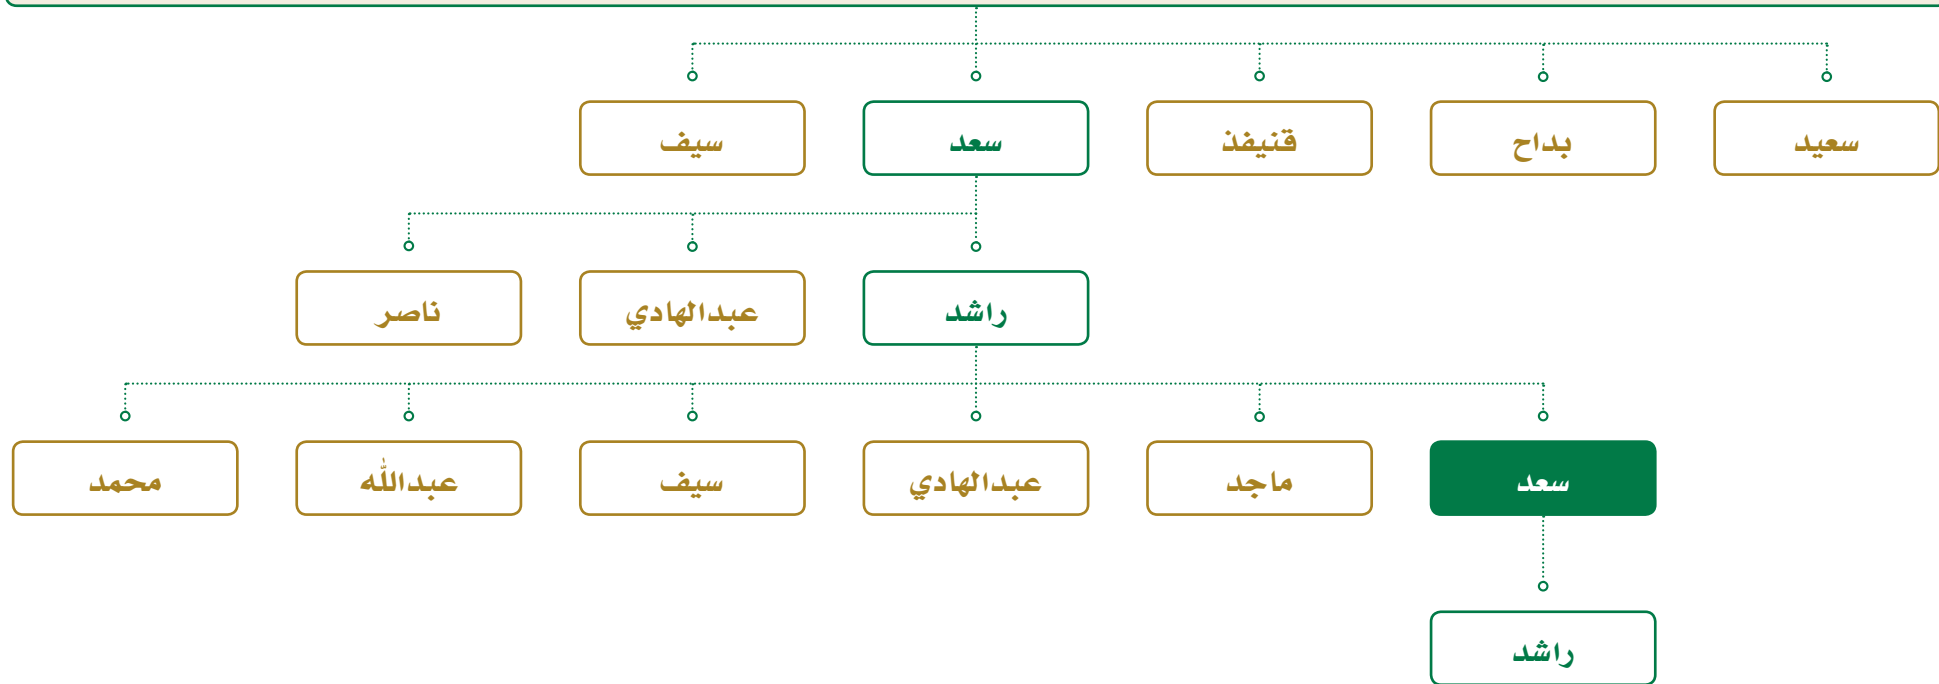 سعيد
بداح
قنيفذ
سعد
سيف
راشد
عبدالهادي
ناصر
سعد
ماجد
عبدالهادي
سيف
عبدالله
محمد
راشد